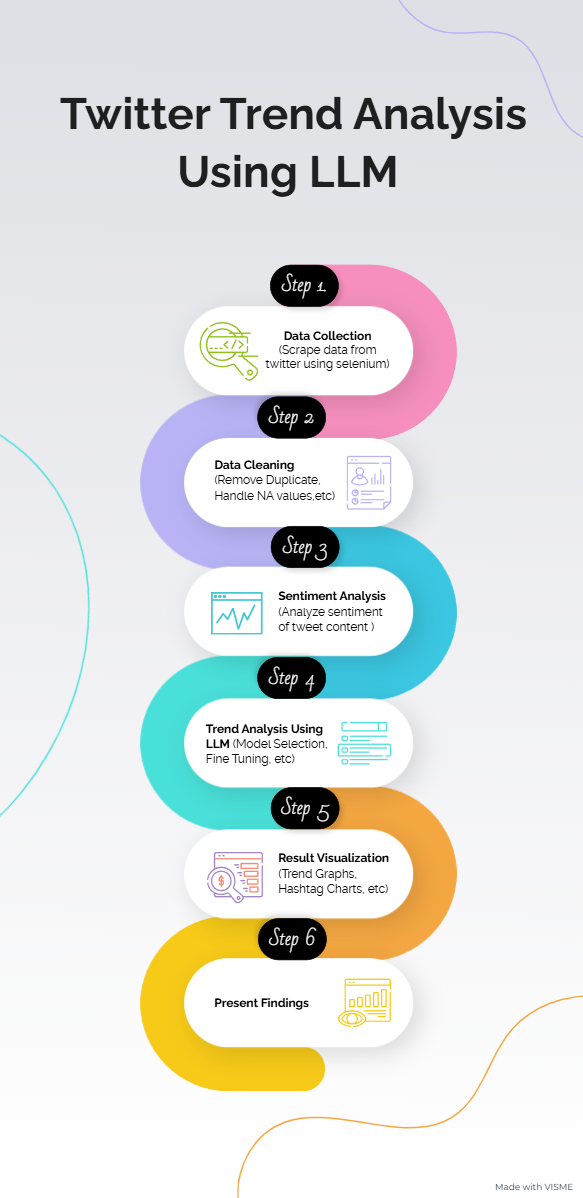 Twitter Trend Analysis
Using LLM
Step 1
Data Collection
(Scrape data from
twitter using selenium)
</>
Step 2
Data Cleaning
(Remove Duplicate,
Handle NA values,etc)
Step 3
Sentiment Analysis
(Analyze sentiment
of tweet content )
Step 4
Trend Analysis Using
LLM (Model Selection,
Fine Tuning, etc)
Step 5
$
Result Visualization
(Trend Graphs,
Hashtag Charts, etc)
Step 6
Present Findings
Made with VISME